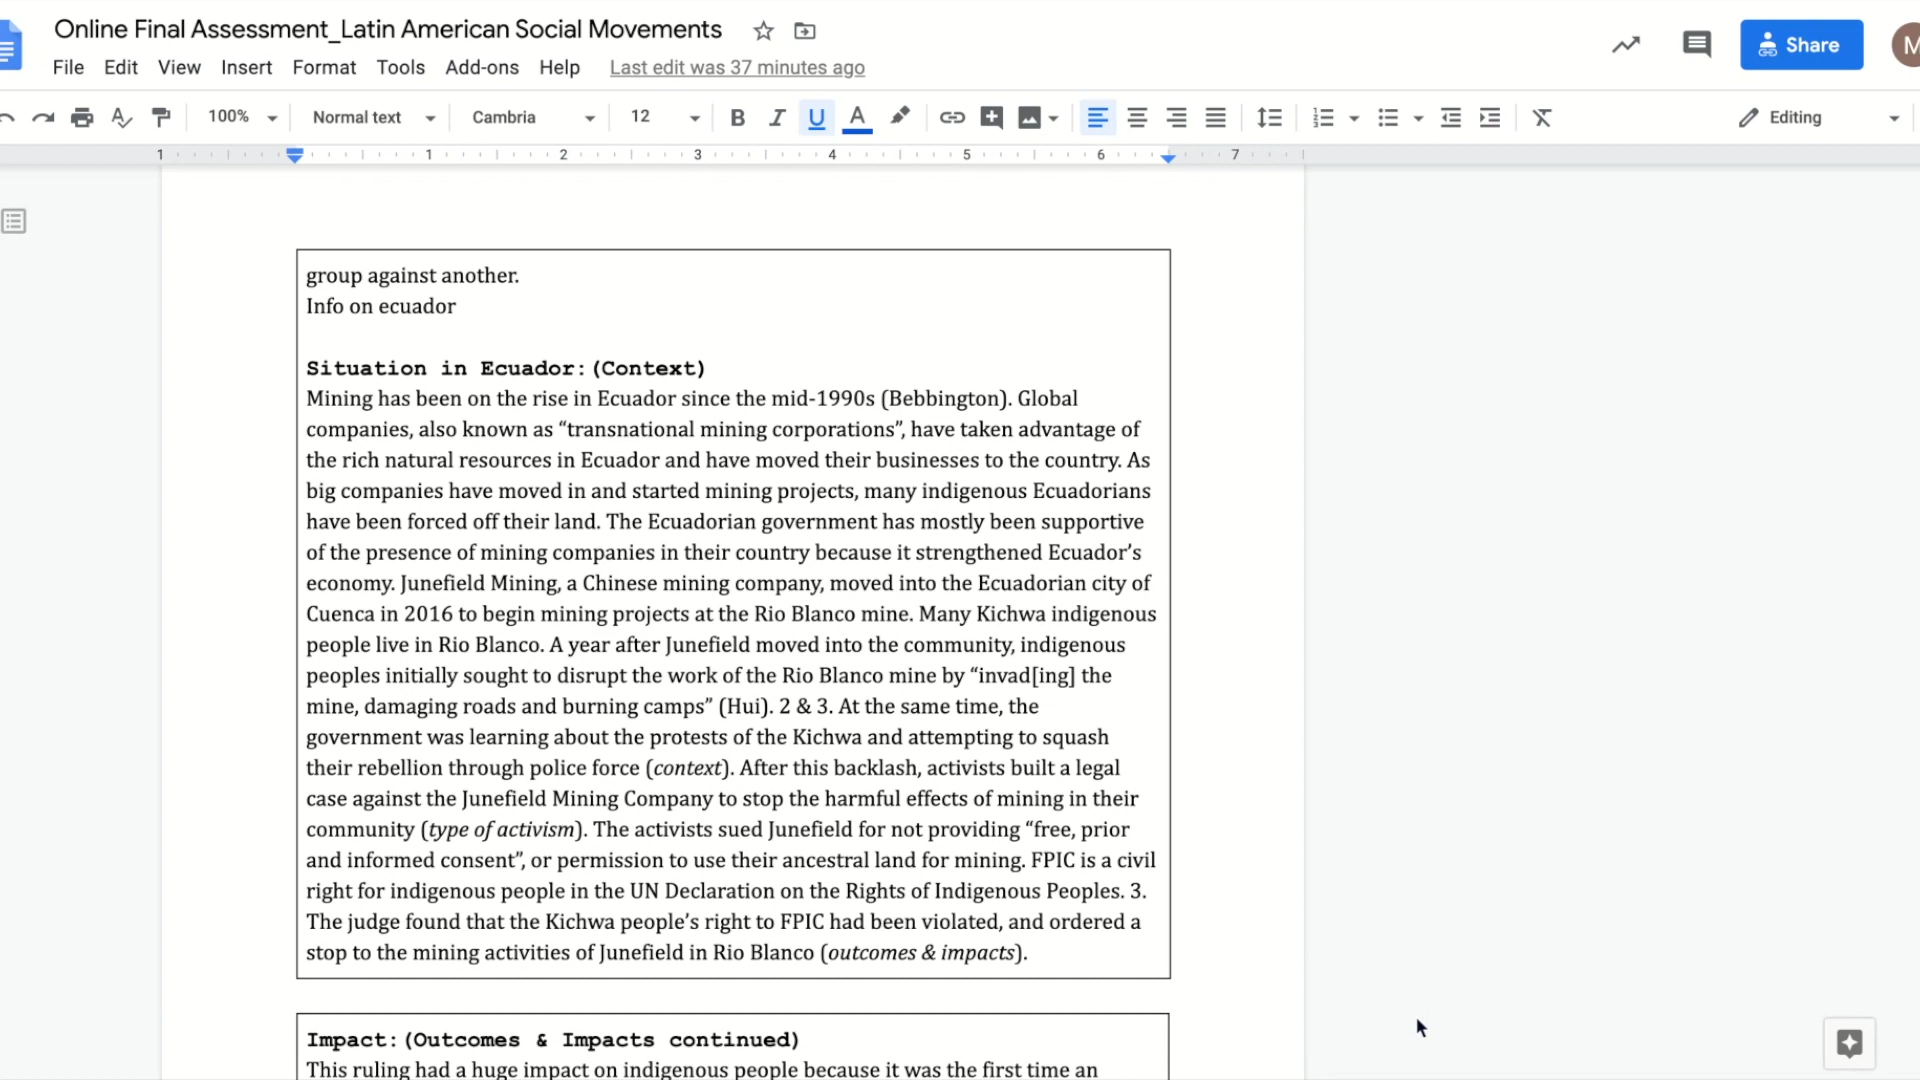 Online Final Assessment_Latin American Social Movements
Share
M
File Edit View Insert Format Tools Add-ons Help Last edit was 37 minutes ago
100% Normal text Cambria 12 B I U A Editing
1 1 2 3 4 5 6 7
group against another.
Info on ecuador
Situation in Ecuador: (Context)
Mining has been on the rise in Ecuador since the mid-1990s (Bebbington). Global
companies, also known as “transnational mining corporations”, have taken advantage of
the rich natural resources in Ecuador and have moved their businesses to the country. As
big companies have moved in and started mining projects, many indigenous Ecuadorians
have been forced off their land. The Ecuadorian government has mostly been supportive
of the presence of mining companies in their country because it strengthened Ecuador’s
economy. Junefield Mining, a Chinese mining company, moved into the Ecuadorian city of
Cuenca in 2016 to begin mining projects at the Rio Blanco mine. Many Kichwa indigenous
people live in Rio Blanco. A year after Junefield moved into the community, indigenous
peoples initially sought to disrupt the work of the Rio Blanco mine by “invad[ing] the
mine, damaging roads and burning camps” (Hui). 2 & 3. At the same time, the
government was learning about the protests of the Kichwa and attempting to squash
their rebellion through police force (context). After this backlash, activists built a legal
case against the Junefield Mining Company to stop the harmful effects of mining in their
community (type of activism). The activists sued Junefield for not providing “free, prior
and informed consent”, or permission to use their ancestral land for mining. FPIC is a civil
right for indigenous people in the UN Declaration on the Rights of Indigenous Peoples. 3.
The judge found that the Kichwa people’s right to FPIC had been violated, and ordered a
stop to the mining activities of Junefield in Rio Blanco (outcomes & impacts).
Impact: (Outcomes & Impacts continued)
This ruling had a huge impact on indigenous people because it was the first time an